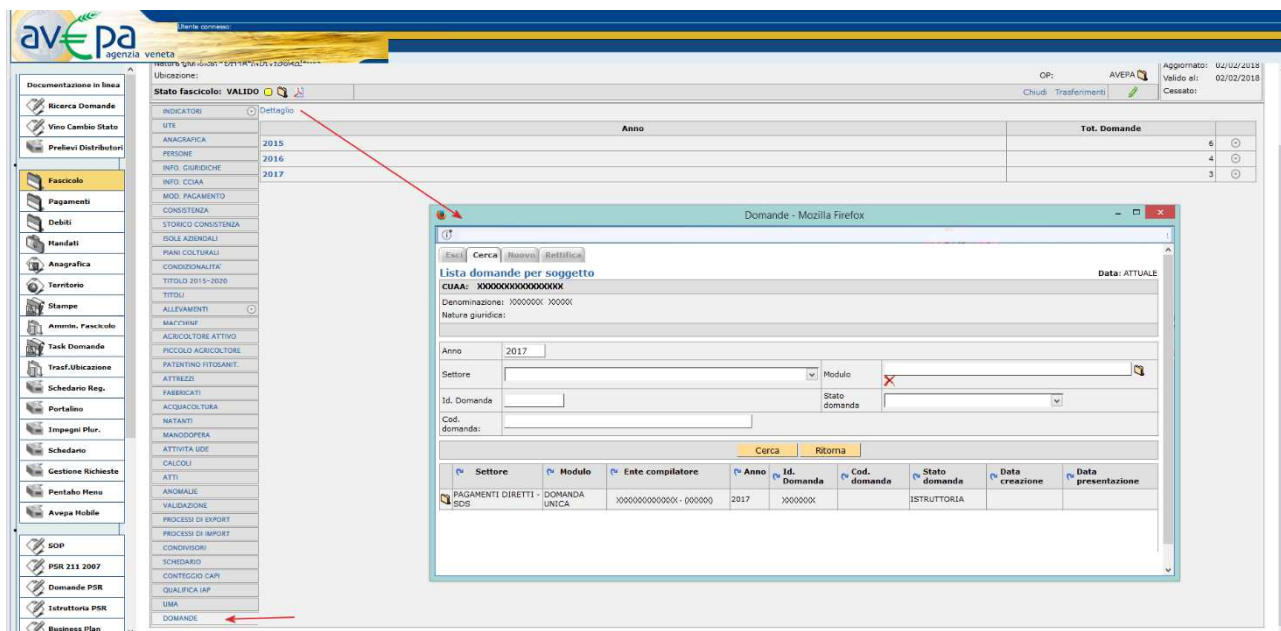 Utente connesso:
av€pa
agenzia veneta
Ubicazione:
OP: AVEPA
Aggiornato: 02/02/2018
Valido al: 02/02/2018
Stato fascicolo: VALIDO
Chiudi Trasferimenti
Cessato:
Documentazione in linea
Ricerca Domande
Vino Cambio Stato
Prelievi Distributori
Fascicolo
Pagamenti
Debiti
Mandati
Anagrafica
Territorio
Stampe
Ammin. Fascicolo
Task Domande
Trasf.Ubicazione
Schedario Reg.
Portalino
Impegni Plur.
Schedario
Gestione Richieste
Pentaho Menu
Avepa Mobile
SOP
PSR 211 2007
Domande PSR
Istruttoria PSR
Business Plan
INDICATORI
UTE
ANAGRAFICA
PERSONE
INFO. GIURIDICHE
INFO. CCIAA
MOD. PAGAMENTO
CONSISTENZA
STORICO CONSISTENZA
ISOLE AZIENDALI
PIANI COLTURALI
CONDIZIONALITA'
TITOLO 2015-2020
TITOLI
ALLEVAMENTI
MACCHINE
AGRICOLTORE ATTIVO
PICCOLO AGRICOLTORE
PATENTINO FITOSANIT.
ATTREZZI
FABBRICATI
ACQUACOLTURA
NATANTI
MANODOPERA
ATTIVITA UDE
CALCOLI
ATTI
ANOMALIE
VALIDAZIONE
PROCESSI DI EXPORT
PROCESSI DI IMPORT
CONDIVISORI
SCHEDARIO
CONTEGGIO CAPI
QUALIFICA IAP
UMA
DOMANDE
Dettaglio
Anno Tot. Domande
2015 6
2016 4
2017 3
Domande - Mozilla Firefox
Esci Cerca Nuovo Rettifica
Lista domande per soggetto Data: ATTUALE
CUAA: XXXXXXXXXXXXXXXX
Denominazione: XXXXXXX XXXXX
Natura giuridica:
Anno 2017
Settore Modulo
Id. Domanda Stato domanda
Cod. domanda:
Cerca Ritorna
Settore Modulo Ente compilatore Anno Id. Domanda Cod. domanda Stato domanda Data creazione Data presentazione
PAGAMENTI DIRETTI - SDS DOMANDA UNICA XXXXXXXXXXXXX - (XXXXXX) 2017 XXXXXXX ISTRUTTORIA